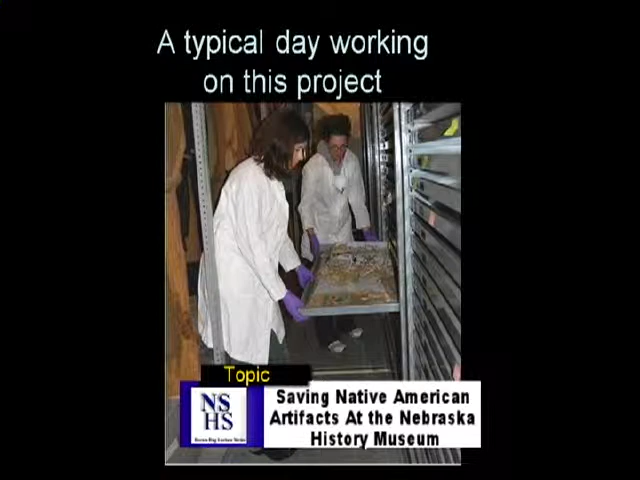 A typical day working
on this project
Topic
NS
HS
Saving Native American
Artifacts At the Nebraska
History Museum